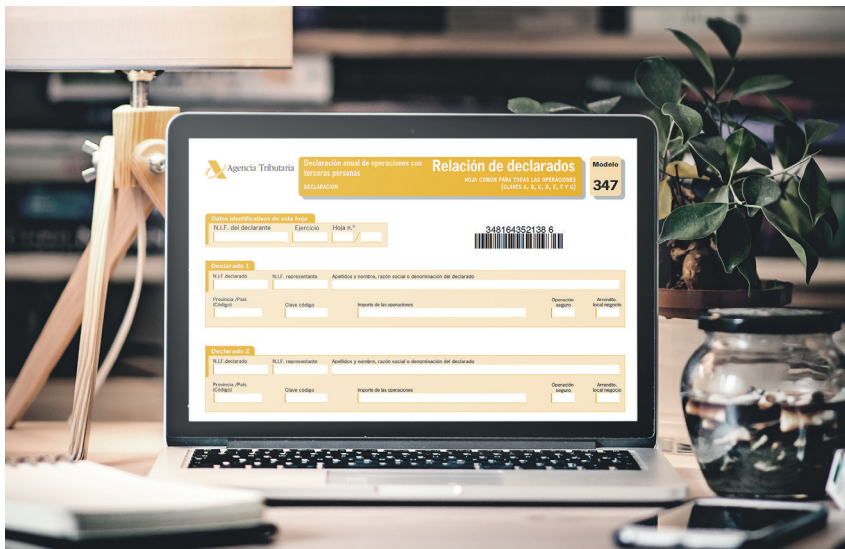 Agencia Tributaria
Declaración anual de operaciones con
terceras personas
DECLARACIÓN
Relación de declarados
HOJA COMÚN PARA TODAS LAS OPERACIONES
(CLAVES A, B, C, D, E, F Y G)
Modelo
347
Datos identificativos de esta hoja
N.I.F. del declarante Ejercicio Hoja n.º
/
348164352138 6
Declarado 1
N.I.F. declarado N.I.F. representante Apellidos y nombre, razón social o denominación del declarado
Provincia /País
(Código) Clave código Importe de las operaciones Operación
seguro Arrendto.
local negocio
Declarado 2
N.I.F. declarado N.I.F. representante Apellidos y nombre, razón social o denominación del declarado
Provincia /País
(Código) Clave código Importe de las operaciones Operación
seguro Arrendto.
local negocio